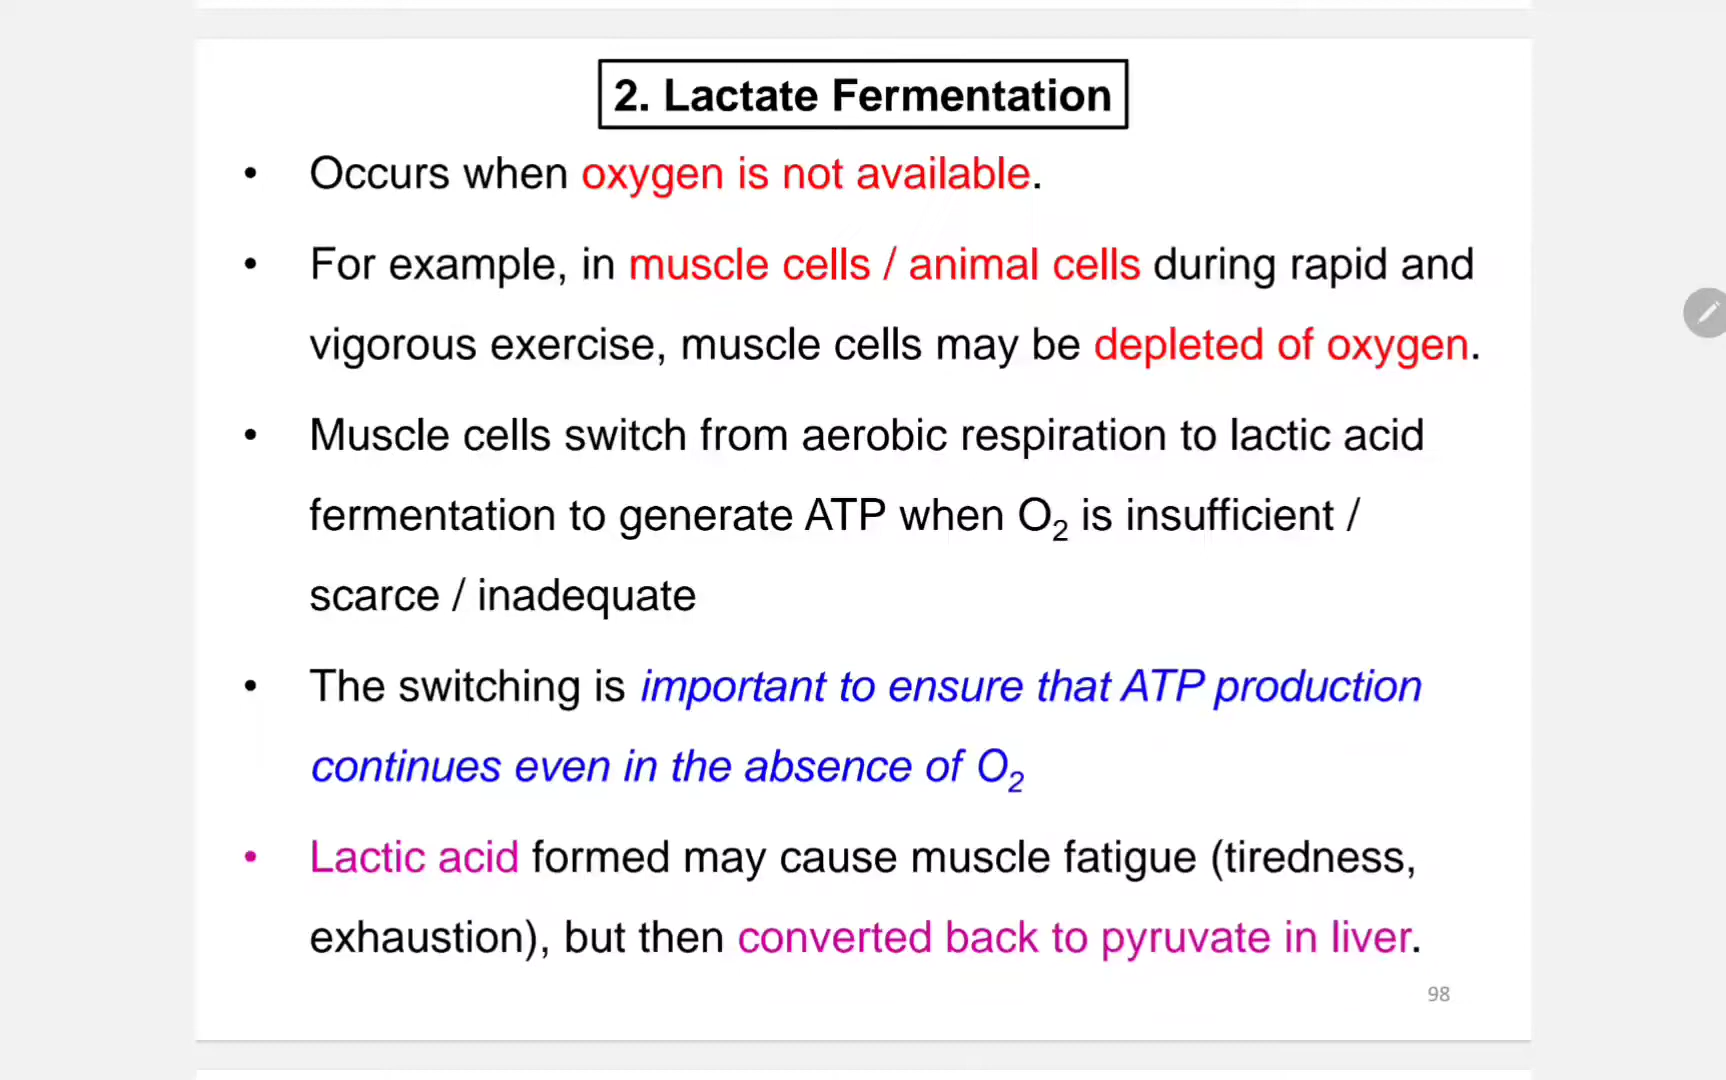 2. Lactate Fermentation
• Occurs when oxygen is not available.
• For example, in muscle cells / animal cells during rapid and
vigorous exercise, muscle cells may be depleted of oxygen.
• Muscle cells switch from aerobic respiration to lactic acid
fermentation to generate ATP when O₂ is insufficient /
scarce / inadequate
• The switching is important to ensure that ATP production
continues even in the absence of O₂
• Lactic acid formed may cause muscle fatigue (tiredness,
exhaustion), but then converted back to pyruvate in liver.
98